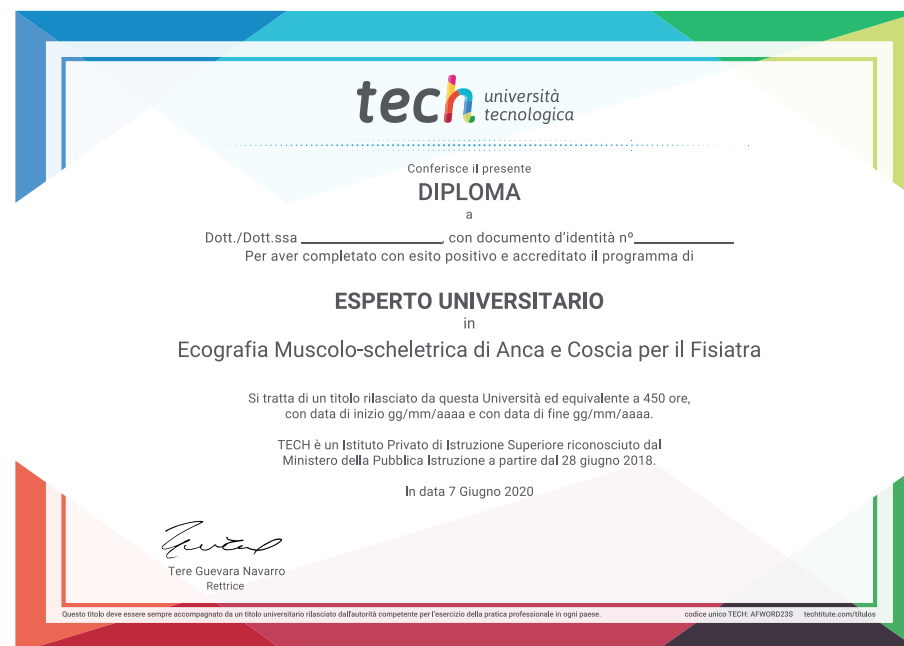 tech università
tecnologica
Conferisce il presente
DIPLOMA
a
Dott./Dott.ssa ____________________, con documento d'identità nº______________
Per aver completato con esito positivo e accreditato il programma di
ESPERTO UNIVERSITARIO
in
Ecografia Muscolo-scheletrica di Anca e Coscia per il Fisiatra
Si tratta di un titolo rilasciato da questa Università ed equivalente a 450 ore,
con data di inizio gg/mm/aaaa e con data di fine gg/mm/aaaa.
TECH è un Istituto Privato di Istruzione Superiore riconosciuto dal
Ministero della Pubblica Istruzione a partire dal 28 giugno 2018.
In data 7 Giugno 2020
Tere Guevara Navarro
Rettrice
Questo titolo deve essere sempre accompagnato da un titolo universitario rilasciato dall'autorità competente per l'esercizio della pratica professionale in ogni paese. codice unico TECH: AFWORD23S techtitute.com/titulos